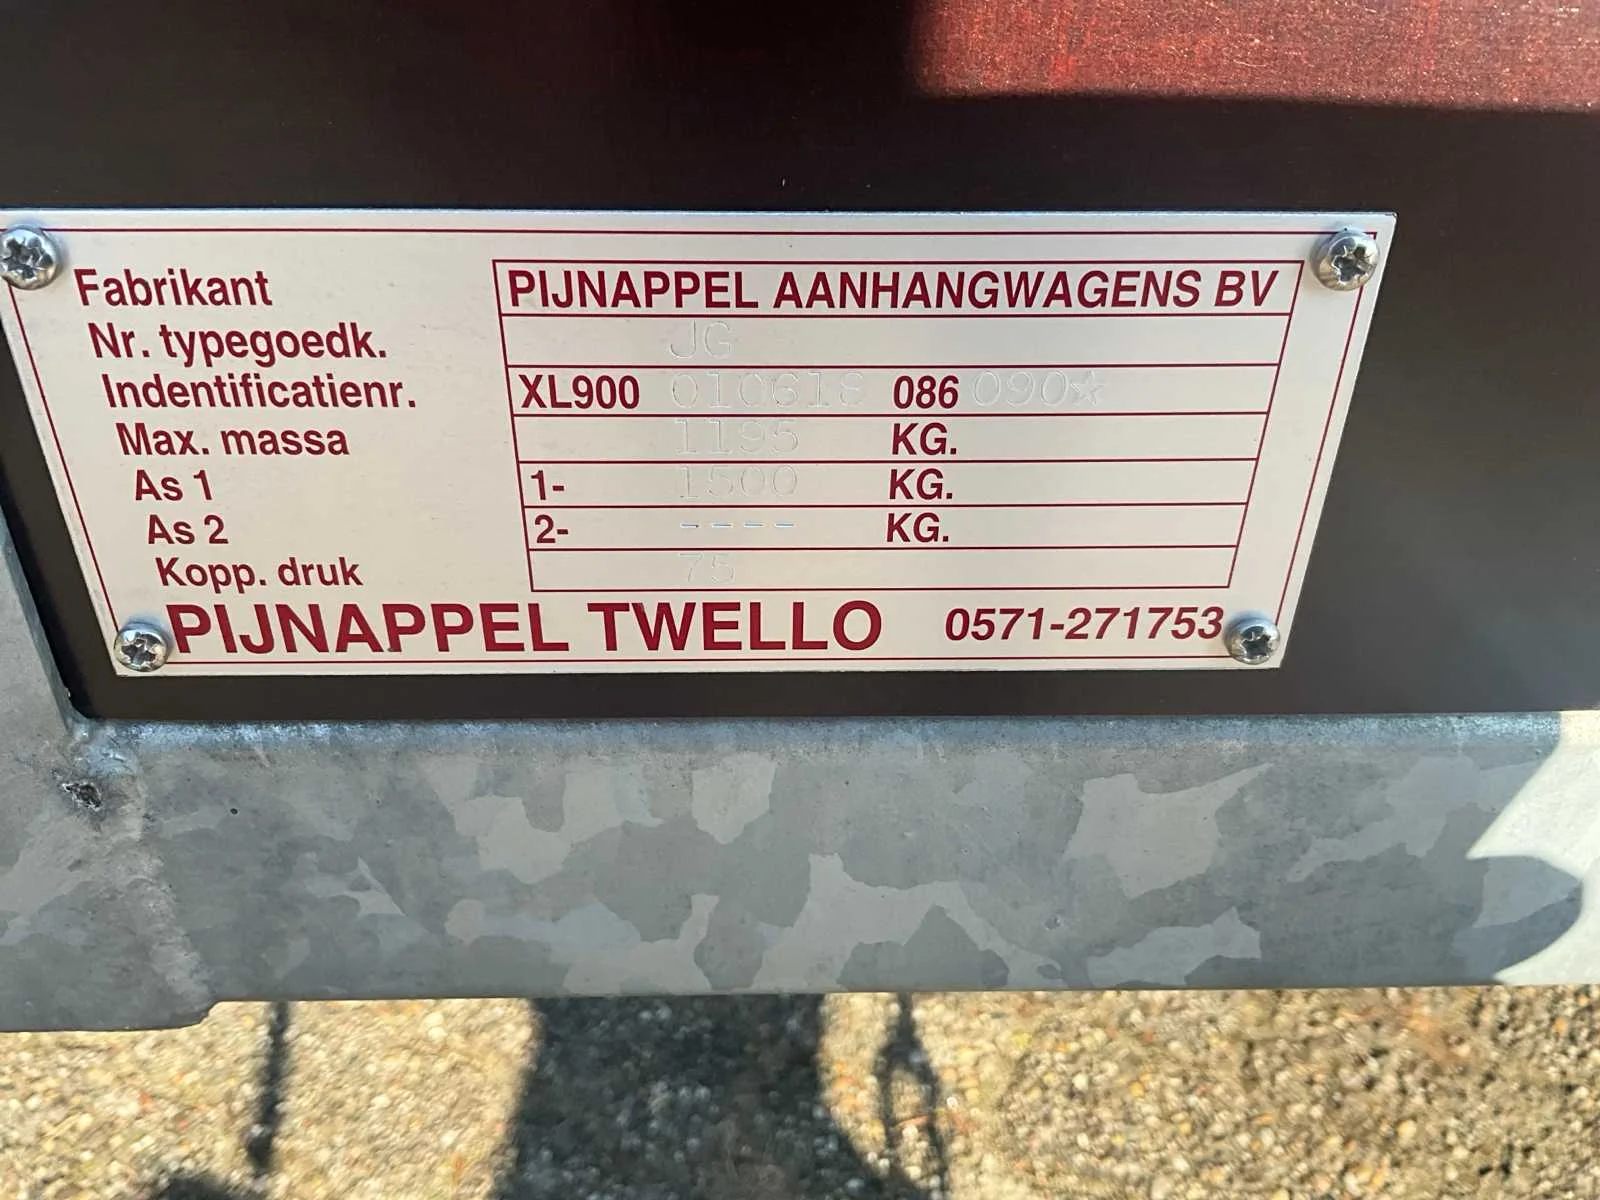 Fabrikant PIJNAPPEL AANHANGWAGENS BV
Nr. typegoedk. JG
Indentificatienr. XL900 010618 086 090☆
Max. massa 1195 KG.
As 1 1- 1500 KG.
As 2 2- ---- KG.
Kopp. druk 75
PIJNAPPEL TWELLO 0571-271753